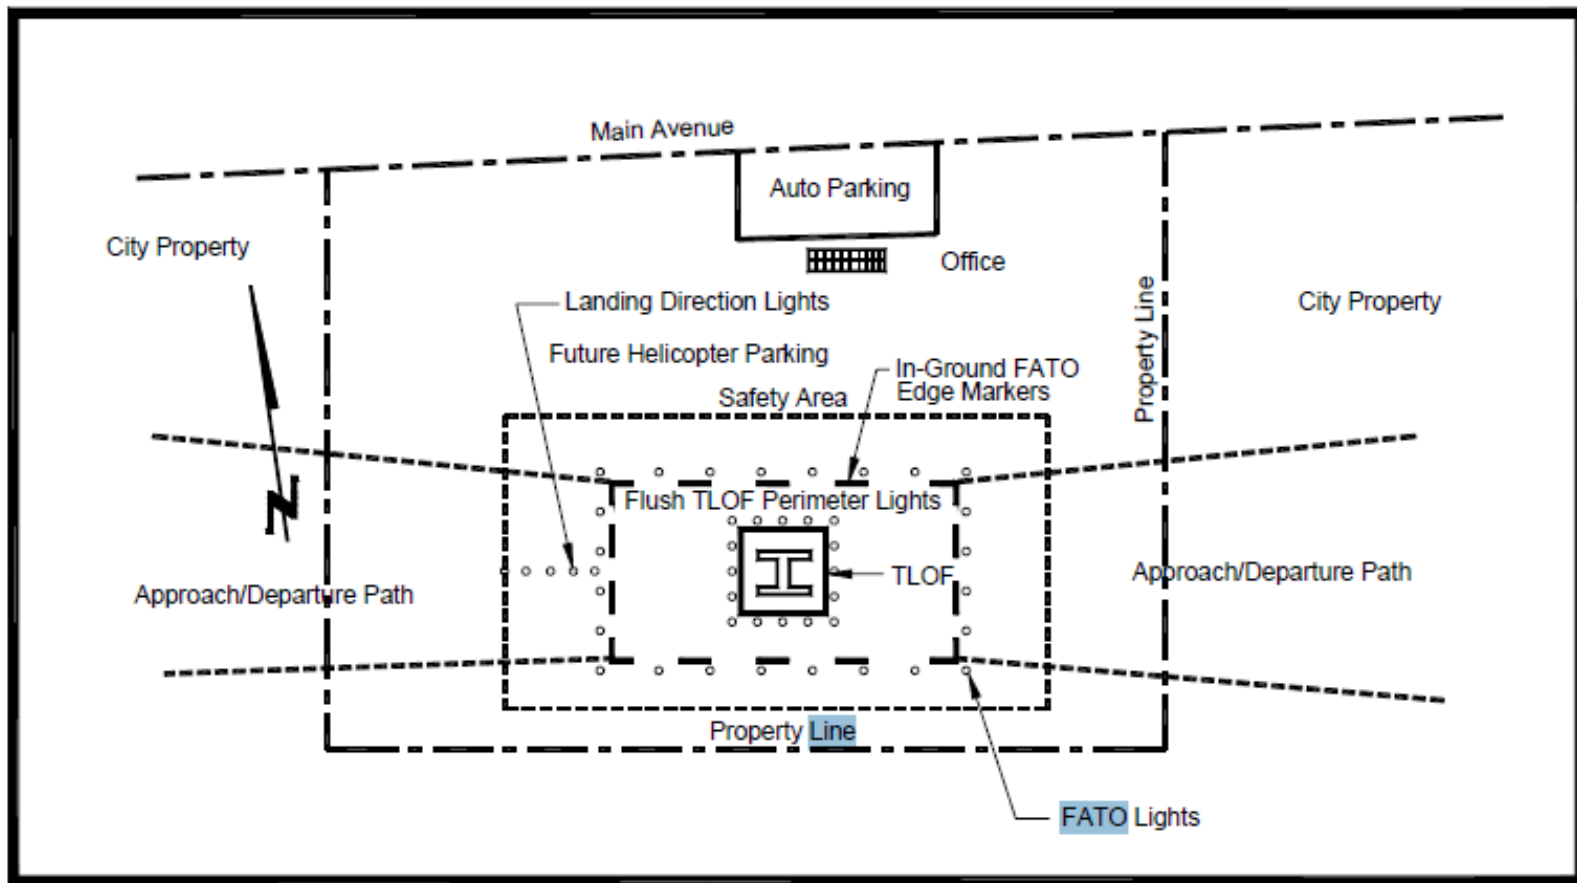 Main Avenue
Auto Parking
City Property
Office
Landing Direction Lights
City Property
Property Line
Future Helicopter Parking
In-Ground FATO
Edge Markers
Safety Area
Flush TLOF Perimeter Lights
N
H
TLOF
Approach/Departure Path
Approach/Departure Path
Property Line
FATO Lights